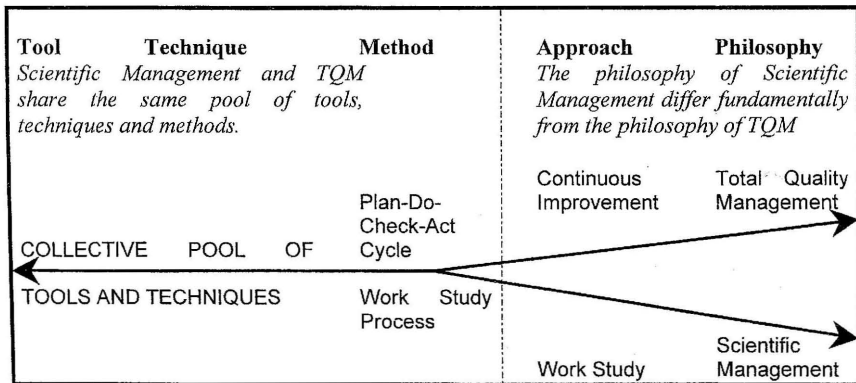 Tool Technique Method
Scientific Management and TQM
share the same pool of tools,
techniques and methods.
Approach Philosophy
The philosophy of Scientific
Management differ fundamentally
from the philosophy of TQM
Plan-Do-
Check-Act
Cycle
Continuous
Improvement
Total Quality
Management
COLLECTIVE POOL OF
TOOLS AND TECHNIQUES
Work Study
Process
Work Study
Scientific
Management